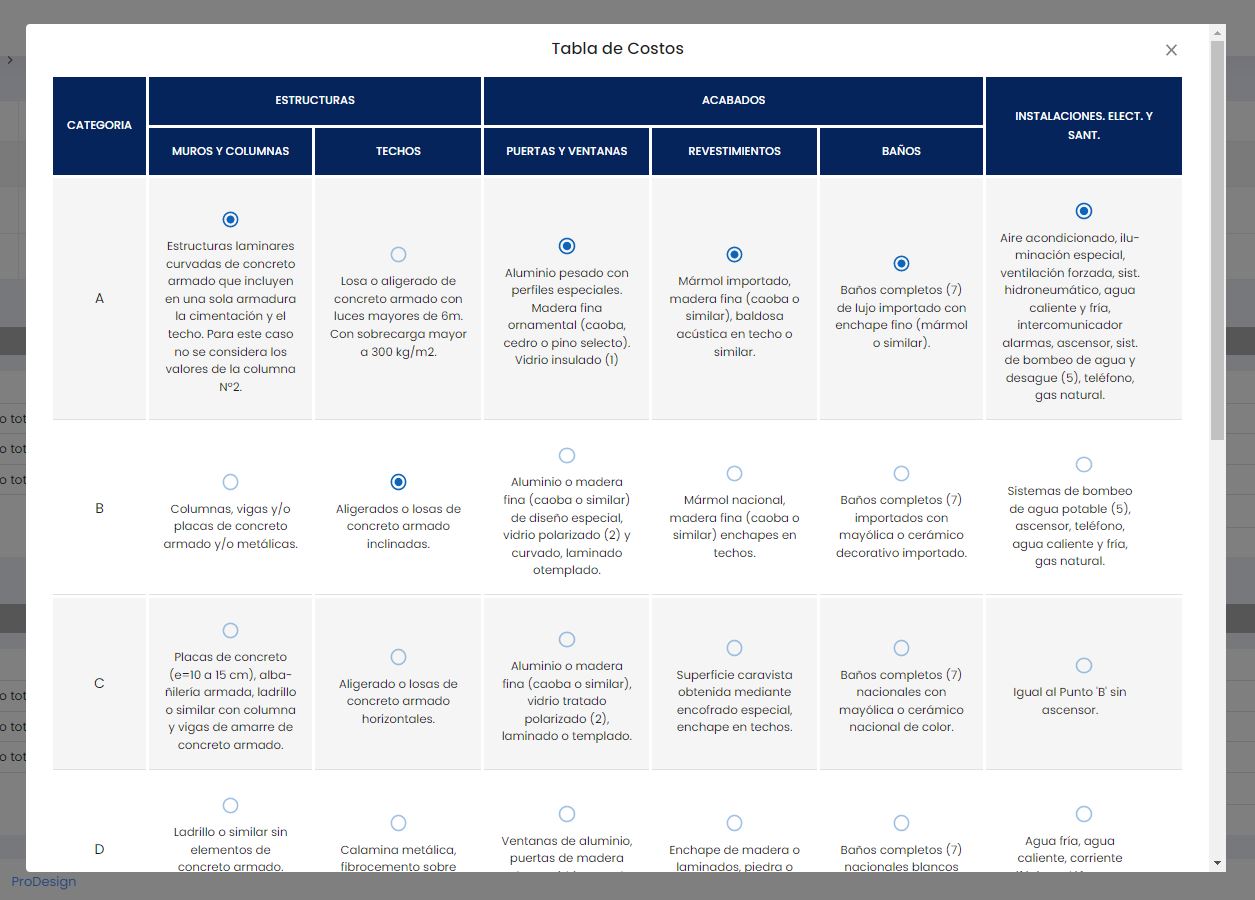 Tabla de Costos
CATEGORIA
ESTRUCTURAS
ACABADOS
INSTALACIONES. ELECT. Y
SANT.
MUROS Y COLUMNAS
TECHOS
PUERTAS Y VENTANAS
REVESTIMIENTOS
BAÑOS
A
Estructuras laminares
curvadas de concreto
armado que incluyen
en una sola armadura
la cimentación y el
techo. Para este caso
no se considera los
valores de la columna
N°2.
Losa o aligerado de
concreto armado con
luces mayores de 6m.
Con sobrecarga mayor
a 300 kg/m2.
Aluminio pesado con
perfiles especiales.
Madera fina
ornamental (caoba,
cedro o pino selecto).
Vidrio insulado (1)
Mármol importado,
madera fina (caoba o
similar), baldosa
acústica en techo o
similar.
Baños completos (7)
de lujo importado con
enchape fino (mármol
o similar).
Aire acondicionado, ilu-
minación especial,
ventilación forzada, sist.
hidroneumático, agua
caliente y fría,
intercomunicador
alarmas, ascensor, sist.
de bombeo de agua y
desague (5), teléfono,
gas natural.
B
Columnas, vigas y/o
placas de concreto
armado y/o metálicas.
Aligerados o losas de
concreto armado
inclinadas.
Aluminio o madera
fina (caoba o similar)
de diseño especial,
vidrio polarizado (2) y
curvado, laminado
otemplado.
Mármol nacional,
madera fina (caoba o
similar) enchapes en
techos.
Baños completos (7)
importados con
mayólica o cerámico
decorativo importado.
Sistemas de bombeo
de agua potable (5),
ascensor, teléfono,
agua caliente y fría,
gas natural.
C
Placas de concreto
(e=10 a 15 cm), alba-
ñilería armada, ladrillo
o similar con columna
y vigas de amarre de
concreto armado.
Aligerado o losas de
concreto armado
horizontales.
Aluminio o madera
fina (caoba o similar),
vidrio tratado
polarizado (2),
laminado o templado.
Superficie caravista
obtenida mediante
encofrado especial,
enchape en techos.
Baños completos (7)
nacionales con
mayólica o cerámico
nacional de color.
Igual al Punto 'B' sin
ascensor.
D
Ladrillo o similar sin
elementos de
concreto armado.
Calamina metálica,
fibrocemento sobre
Ventanas de aluminio,
puertas de madera
Enchape de madera o
laminados, piedra o
Baños completos (7)
nacionales blancos
Agua fría, agua
caliente, corriente
o tot
o tot
o tot
o tot
o tot
o tot
ProDesign